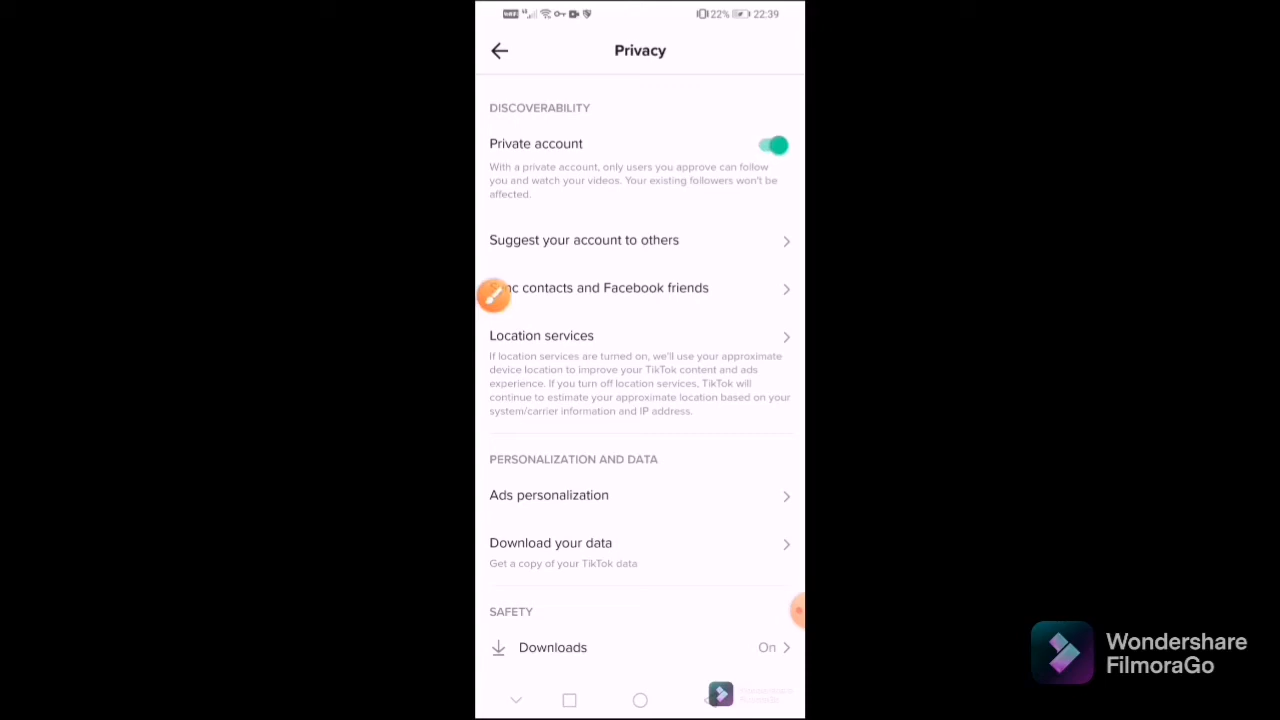 22% 22:39
Privacy
DISCOVERABILITY
Private account
With a private account, only users you approve can follow
you and watch your videos. Your existing followers won't be
affected.
Suggest your account to others
nc contacts and Facebook friends
Location services
If location services are turned on, we'll use your approximate
device location to improve your TikTok content and ads
experience. If you turn off location services, TikTok will
continue to estimate your approximate location based on your
system/carrier information and IP address.
PERSONALIZATION AND DATA
Ads personalization
Download your data
Get a copy of your TikTok data
SAFETY
Downloads On
Wondershare
FilmoraGo